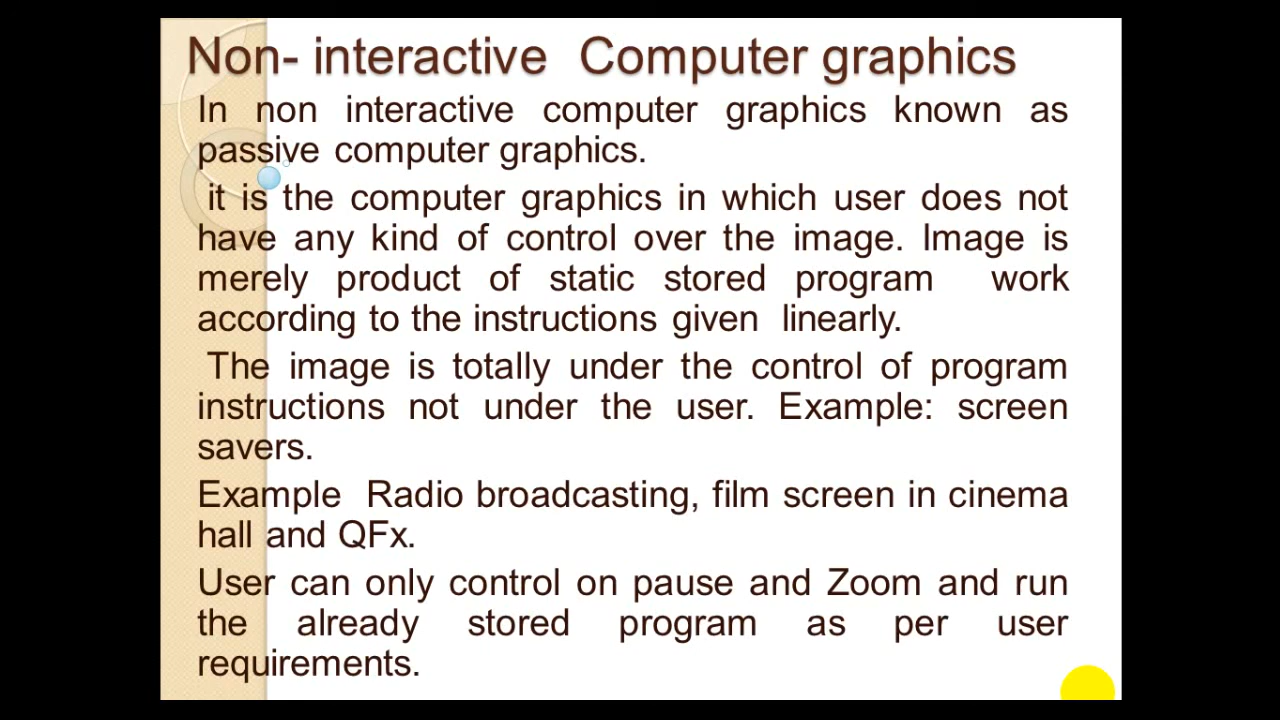 Non- interactive Computer graphics
In non interactive computer graphics known as
passive computer graphics.
it is the computer graphics in which user does not
have any kind of control over the image. Image is
merely product of static stored program work
according to the instructions given linearly.
The image is totally under the control of program
instructions not under the user. Example: screen
savers.
Example Radio broadcasting, film screen in cinema
hall and QFx.
User can only control on pause and Zoom and run
the already stored program as per user
requirements.